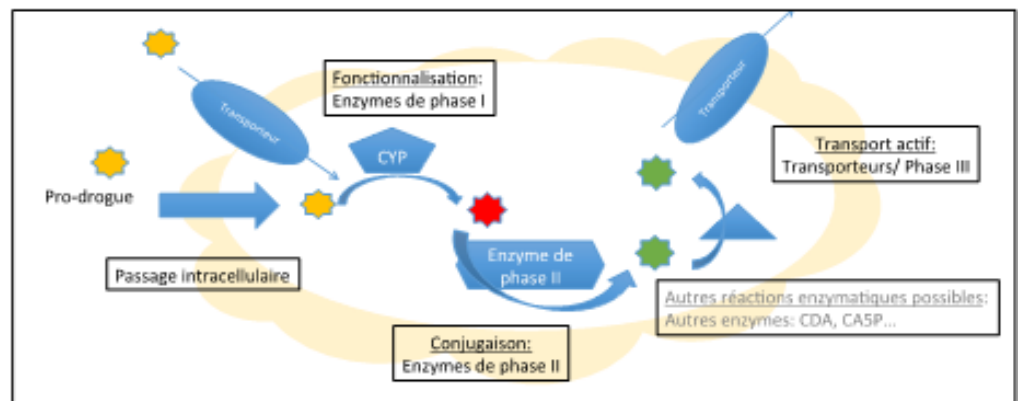 Transporteur
Fonctionnalisation:
Enzymes de phase I
CYP
Transporteur
Transport actif:
Transporteurs/ Phase III
Pro-drogue
Passage intracellulaire
Enzyme de
phase II
Autres réactions enzymatiques possibles:
Autres enzymes: CDA, CASP...
Conjugaison:
Enzymes de phase II